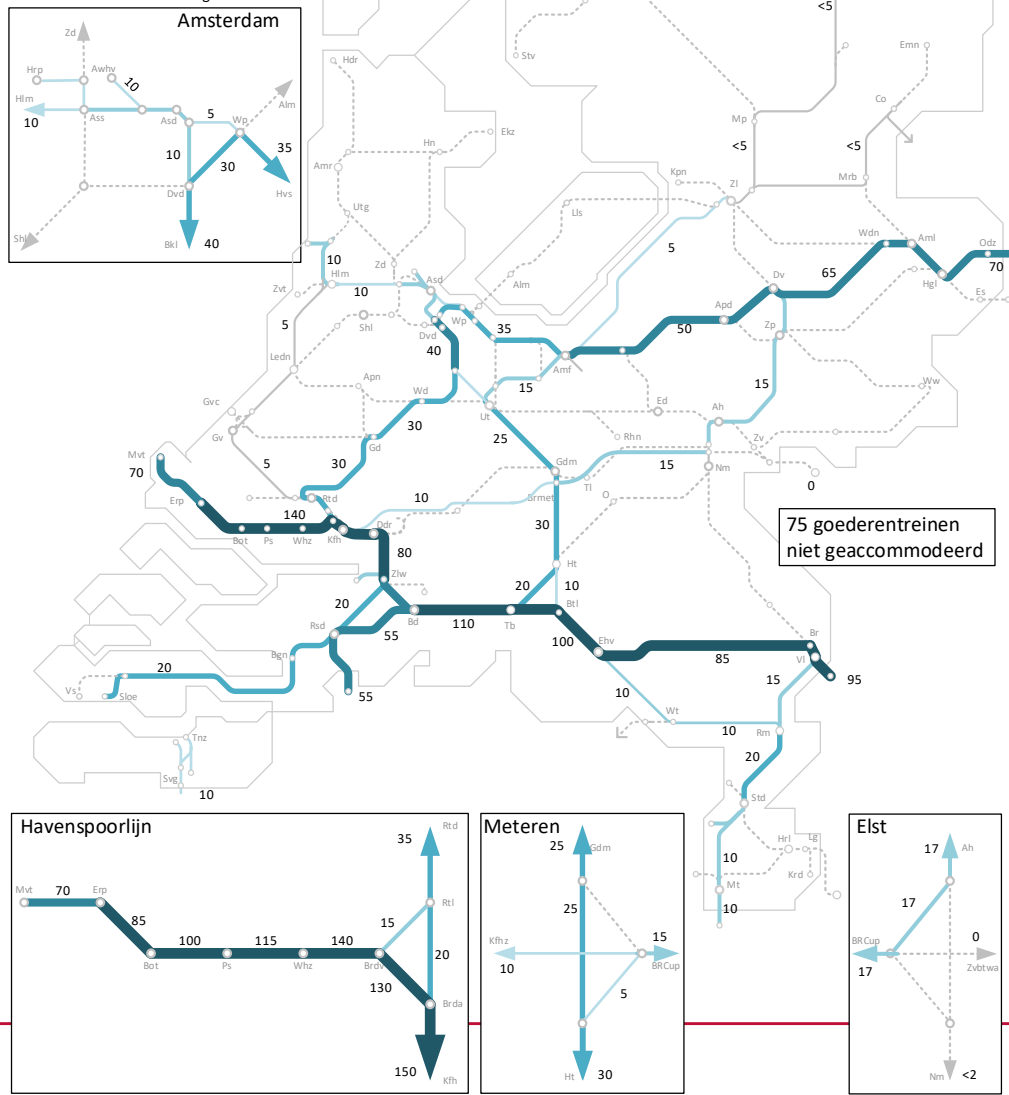 Amsterdam
Zd
Hrp
Awhv
10
Hlm
10
Ass
Asd
5
Wp
Alm
10
30
35
Dvd
Hvs
Shl
Bkl
40
<5
Stv
Hdr
Emn
Co
Ekz
Hn
Amr
Mp
<5
<5
Kpn
Zl
Mrb
Utg
Lls
5
Wdn
Aml
Odz
70
10
Hlm
Zd
Zvt
10
Asd
Alm
Dv
65
Hgl
Es
Shl
Wp
35
Apd
50
Zp
5
Dvd
40
Ledn
Amf
Apn
15
15
Ww
Wd
Gvc
30
Ut
Ed
Ah
Gv
25
Rhn
Zv
Gd
Mvt
70
5
30
Gdm
15
Nm
0
Tl
Erp
10
Brmet
O
Rtd
140
Ddr
Bot
Ps
Whz
Kfh
30
75 goederentreinen
niet geaccommodeerd
80
Zlw
Ht
20
10
20
Btl
Rsd
55
Bd
110
Tb
100
Ehv
Br
Bgn
85
Vl
20
15
95
Vs
Sloe
55
10
Wt
10
Rm
Tnz
20
Svg
10
Std
Hrl
Lg
10
Krd
Mt
10
Havenspoorlijn
Rtd
35
Mvt
70
Erp
Rtl
85
15
100
115
140
20
Bot
Ps
Whz
Brdv
130
Brda
150
Kfh
Meteren
25
Gdm
25
Kfhz
15
10
BRCup
5
Ht
30
Elst
17
Ah
17
BRCup
0
17
Zvbtwa
Nm
<2